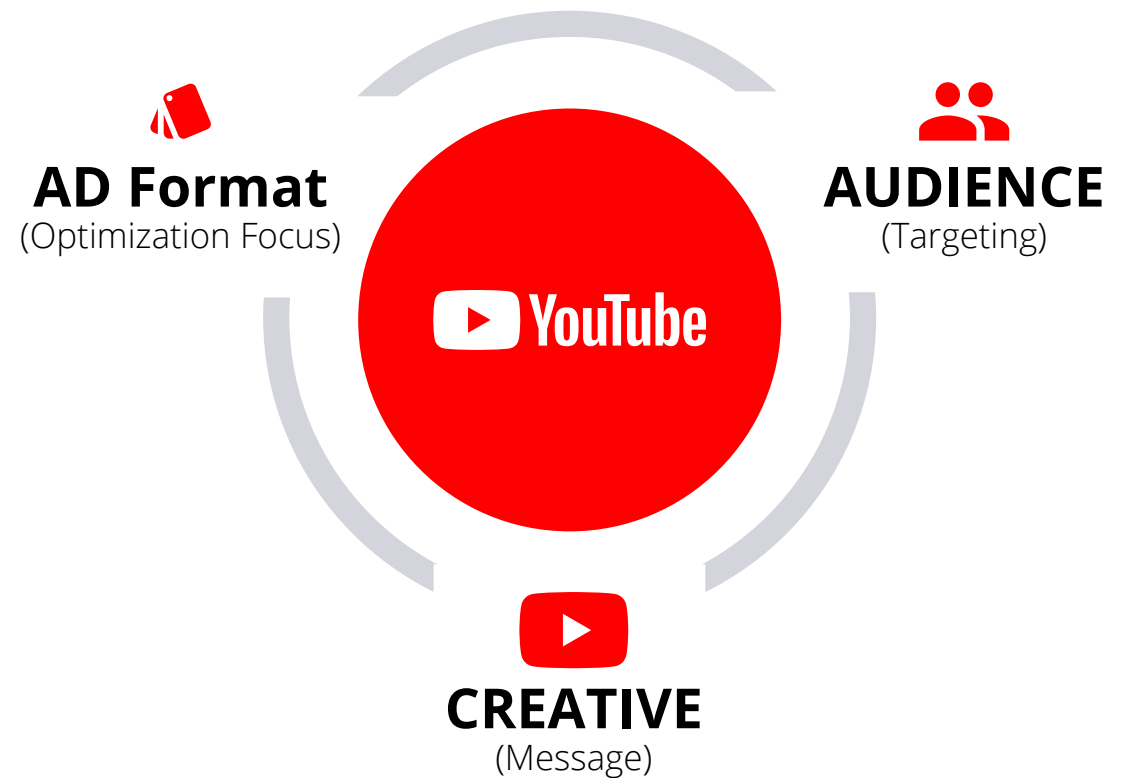 AD Format
(Optimization Focus)
AUDIENCE
(Targeting)
YouTube
CREATIVE
(Message)